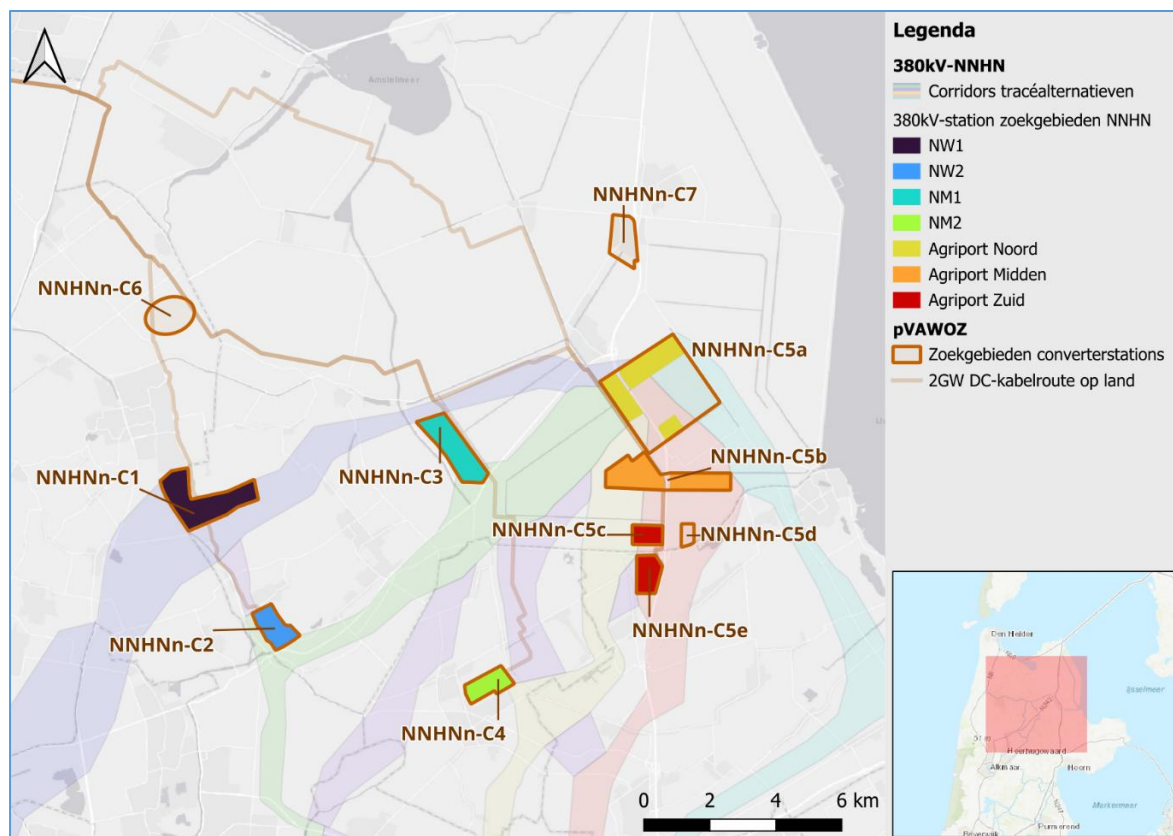 Amstelmeer
NNHNn-C7
NNHNn-C6
NNHNn-C5a
NNHNn-C5b
NNHNn-C1
NNHNn-C3
NNHNn-C5c
NNHNn-C5d
NNHNn-C5e
NNHNn-C2
NNHNn-C4
0 2 4 6 km
Legenda
380kV-NNHN
Corridors tracéalternatieven
380kV-station zoekgebieden NNHN
NW1
NW2
NM1
NM2
Agriport Noord
Agriport Midden
Agriport Zuid
pVAWOZ
Zoekgebieden converterstations
2GW DC-kabelroute op land
Den Helder
IJsselmeer
Heerhugowaard
Alkmaar
Hoorn
Markermeer
Purmerend
Beverwijk